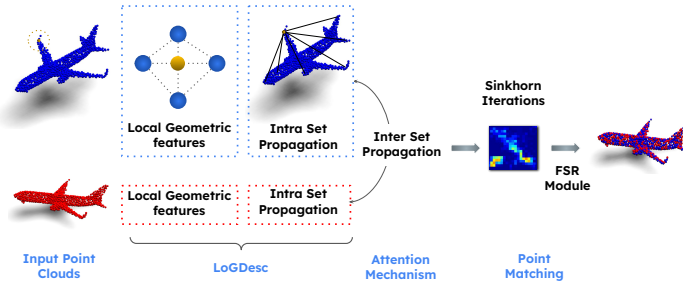 Local Geometric
features
Intra Set
Propagation
Inter Set
Propagation
Sinkhorn
Iterations
FSR
Module
Local Geometric
features
Intra Set
Propagation
Input Point
Clouds
LoGDesc
Attention
Mechanism
Point
Matching